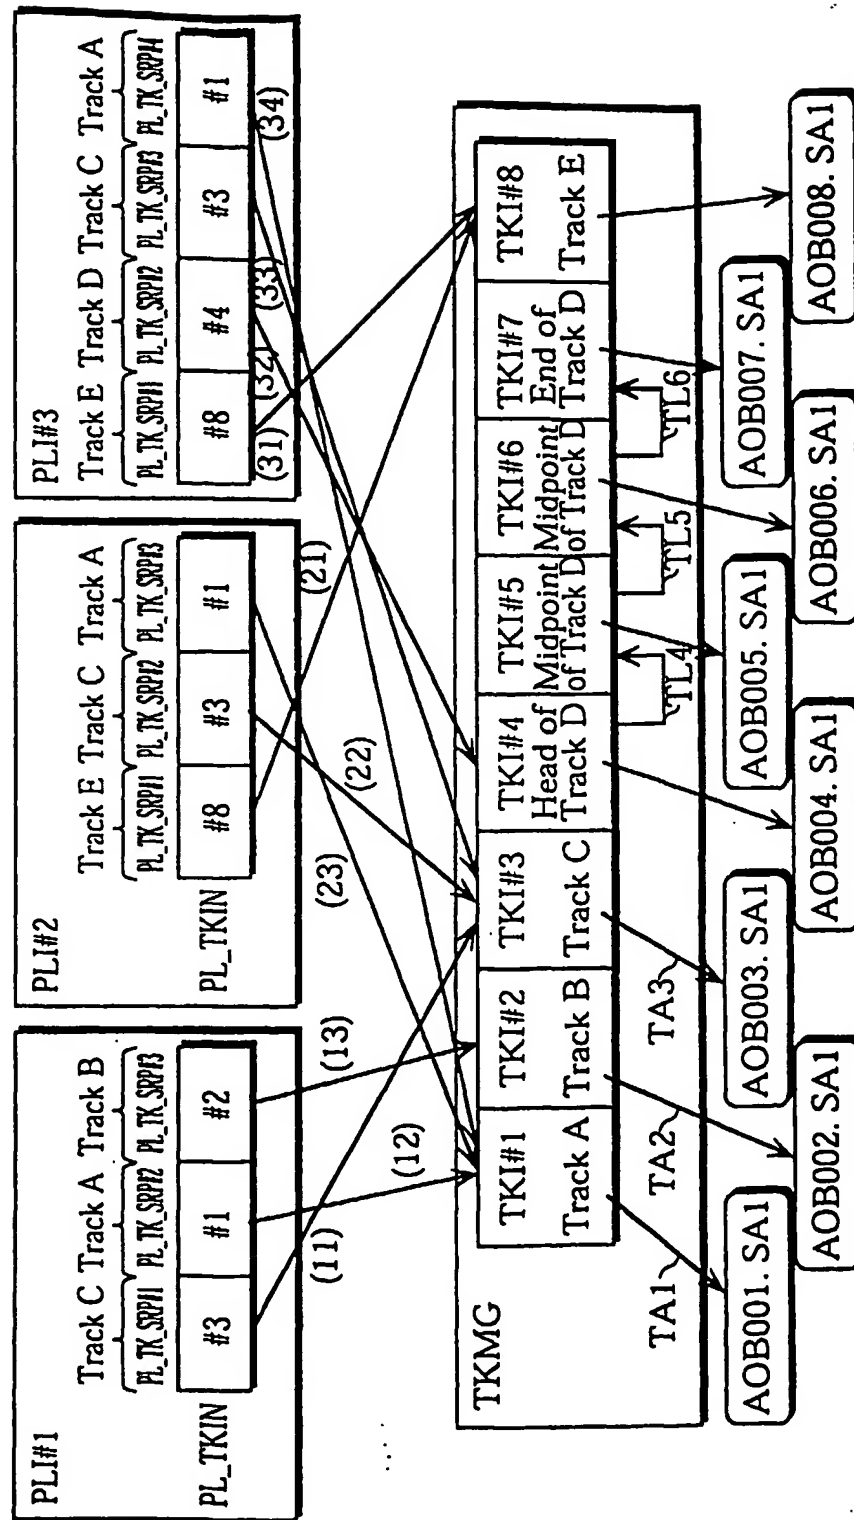 PLI#1
Track C Track A Track B
PL_TK_SRP#1 PL_TK_SRP#2 PL_TK_SRP#3
PL_TKIN #3 #1 #2
PLI#2
Track E Track C Track A
PL_TK_SRP#1 PL_TK_SRP#2 PL_TK_SRP#3
PL_TKIN #8 #3 #1
PLI#3
Track E Track D Track C Track A
PL_TK_SRP#1 PL_TK_SRP#2 PL_TK_SRP#3 PL_TK_SRP#4
#8 #4 #3 #1
(11) (12) (13)
(23) (22) (21)
(31) (32) (33) (34)
TKMG
TKI#1
Track A
TKI#2
Track B
TKI#3
Track C
TKI#4
Head of
Track D
TKI#5
Midpoint
of Track D
TKI#6
Midpoint
of Track D
TKI#7
End of
Track D
TKI#8
Track E
TA1 TA2 TA3 TL4 TL5 TL6
AOB001. SA1
AOB002. SA1
AOB003. SA1
AOB004. SA1
AOB005. SA1
AOB006. SA1
AOB007. SA1
AOB008. SA1